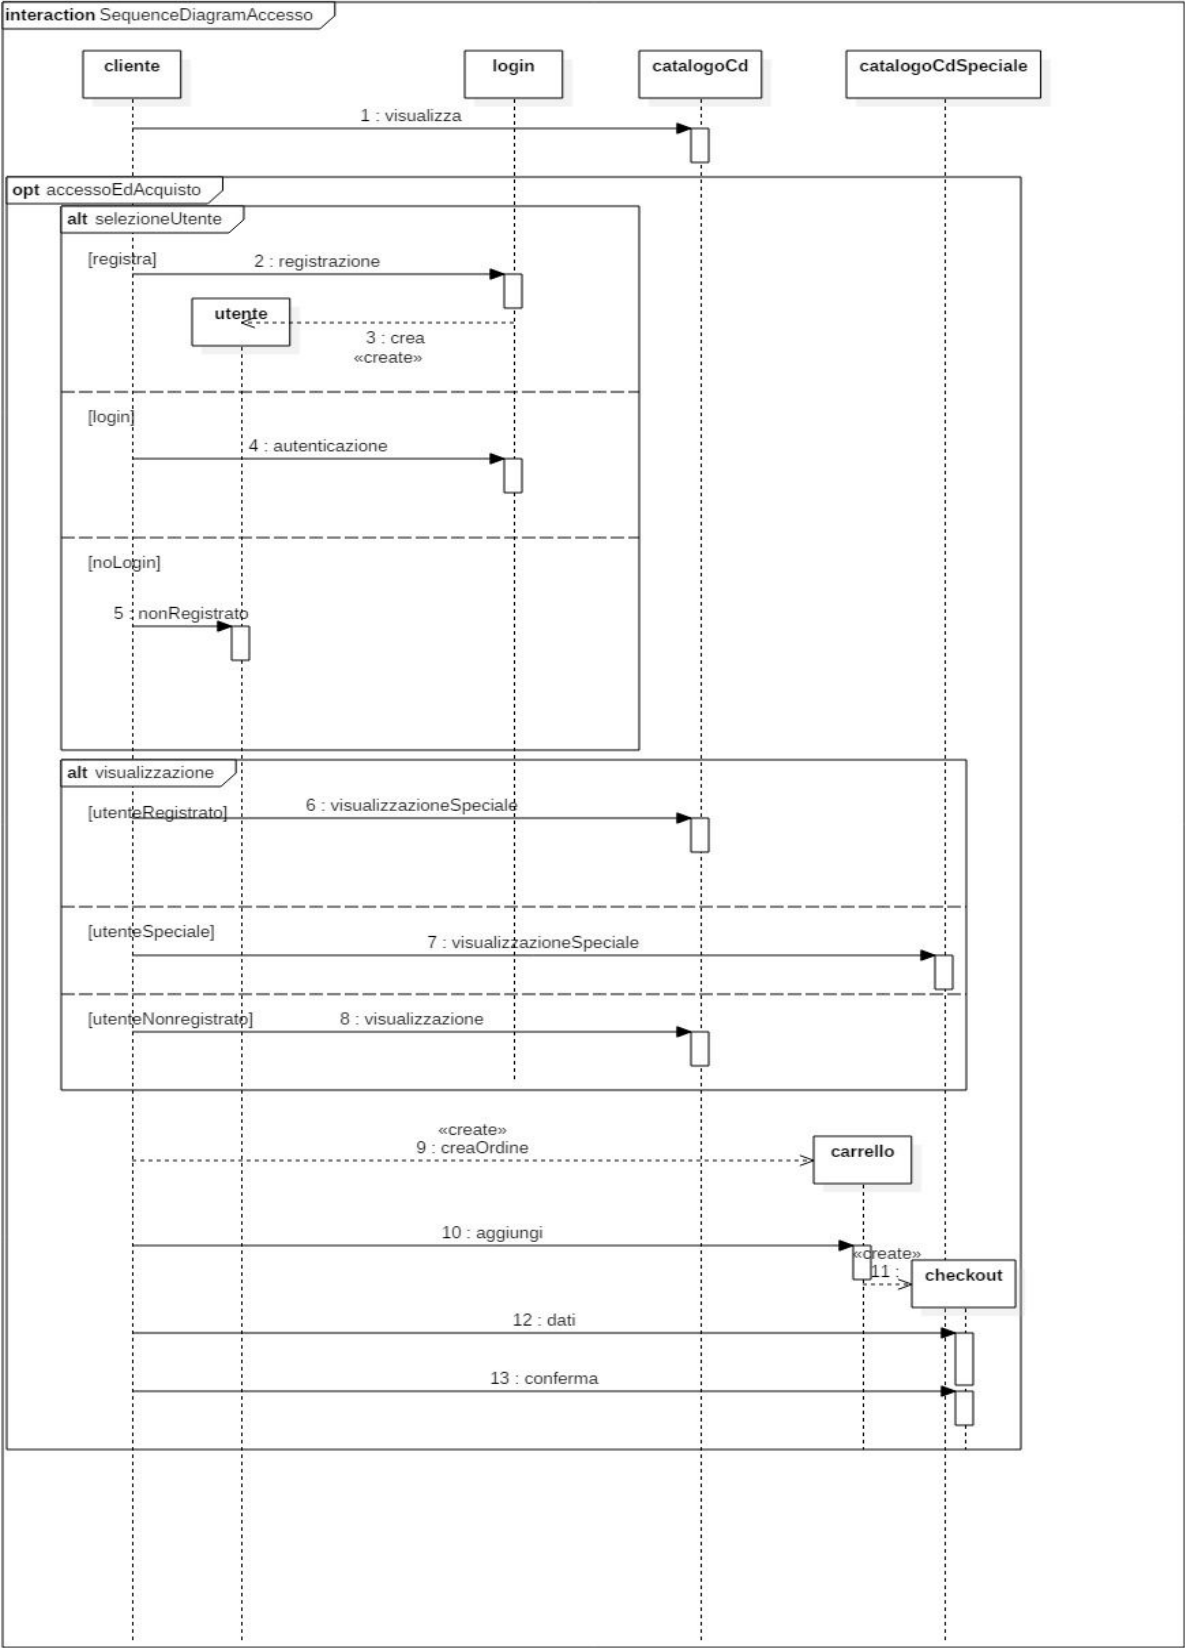 interaction SequenceDiagramAccesso
cliente
login
catalogoCd
catalogoCdSpeciale
1 : visualizza
opt accessoEdAcquisto
alt selezioneUtente
[registra]
2 : registrazione
utente
3 : crea
«create»
[login]
4 : autenticazione
[noLogin]
5 : nonRegistrato
alt visualizzazione
[utenteRegistrato]
6 : visualizzazioneSpeciale
[utenteSpeciale]
7 : visualizzazioneSpeciale
[utenteNonregistrato]
8 : visualizzazione
«create»
9 : creaOrdine
carrello
10 : aggiungi
«create»
11 :
checkout
12 : dati
13 : conferma